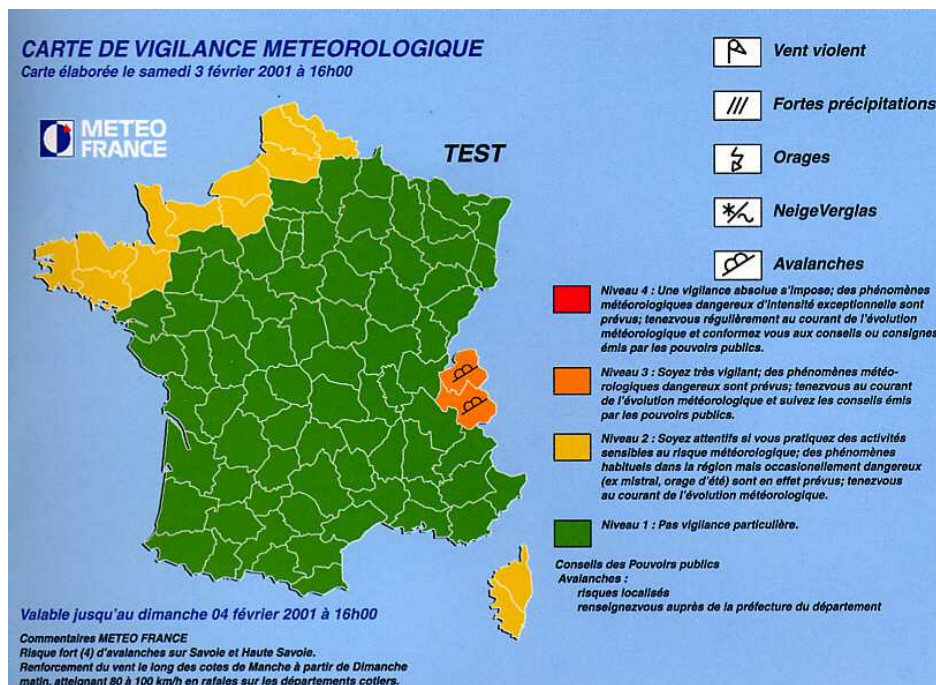 CARTE DE VIGILANCE METEOROLOGIQUE
Carte élaborée le samedi 3 février 2001 à 16h00
METEO
FRANCE
TEST
Vent violent
Fortes précipitations
Orages
NeigeVerglas
Avalanches
Niveau 4 : Une vigilance absolue s'impose; des phénomènes
météorologiques dangereux d'intensité exceptionnelle sont
prévus; tenezvous régulièrement au courant de l'évolution
météorologique et conformez vous aux conseils ou consignes
émis par les pouvoirs publics.
Niveau 3 : Soyez très vigilant; des phénomènes météo-
rologiques dangereux sont prévus; tenezvous au courant
de l'évolution météorologique et suivez les conseils émis
par les pouvoirs publics.
Niveau 2 : Soyez attentifs si vous pratiquez des activités
sensibles au risque météorologique; des phénomènes
habituels dans la région mais occasionellement dangereux
(ex mistral, orage d'été) sont en effet prévus; tenezvous
au courant de l'évolution météorologique.
Niveau 1 : Pas vigilance particulière.
Conseils des Pouvoirs publics
Avalanches :
risques localisés
renseignezvous auprès de la préfecture du département
Valable jusqu'au dimanche 04 février 2001 à 16h00
Commentaires METEO FRANCE
Risque fort (4) d'avalanches sur Savoie et Haute Savoie.
Renforcement du vent le long des cotes de Manche à partir de Dimanche
matin, atteignant 80 à 100 km/h en rafales sur les départements cotiers.